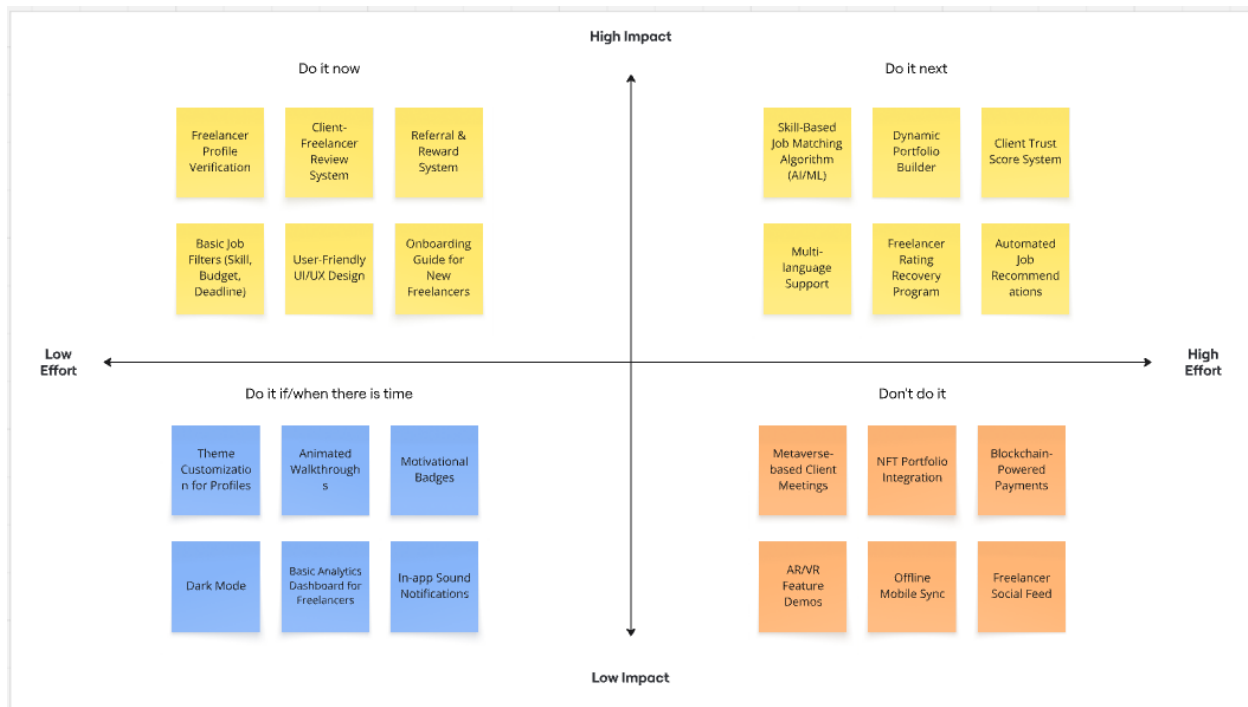 High Impact
Do it now
Do it next
Freelancer
Profile
Verification
Client-
Freelancer
Review
System
Referral &
Reward
System
Skill-Based
Job Matching
Algorithm
(AI/ML)
Dynamic
Portfolio
Builder
Client Trust
Score System
Basic Job
Filters (Skill,
Budget,
Deadline)
User-Friendly
UI/UX Design
Onboarding
Guide for
New
Freelancers
Multi-
language
Support
Freelancer
Rating
Recovery
Program
Automated
Job
Recommend
ations
Low
Effort
High
Effort
Do it if/when there is time
Don't do it
Theme
Customizatio
n for Profiles
Animated
Walkthrough
s
Motivational
Badges
Metaverse-
based Client
Meetings
NFT Portfolio
Integration
Blockchain-
Powered
Payments
Dark Mode
Basic Analytics
Dashboard for
Freelancers
In-app Sound
Notifications
AR/VR
Feature
Demos
Offline
Mobile Sync
Freelancer
Social Feed
Low Impact